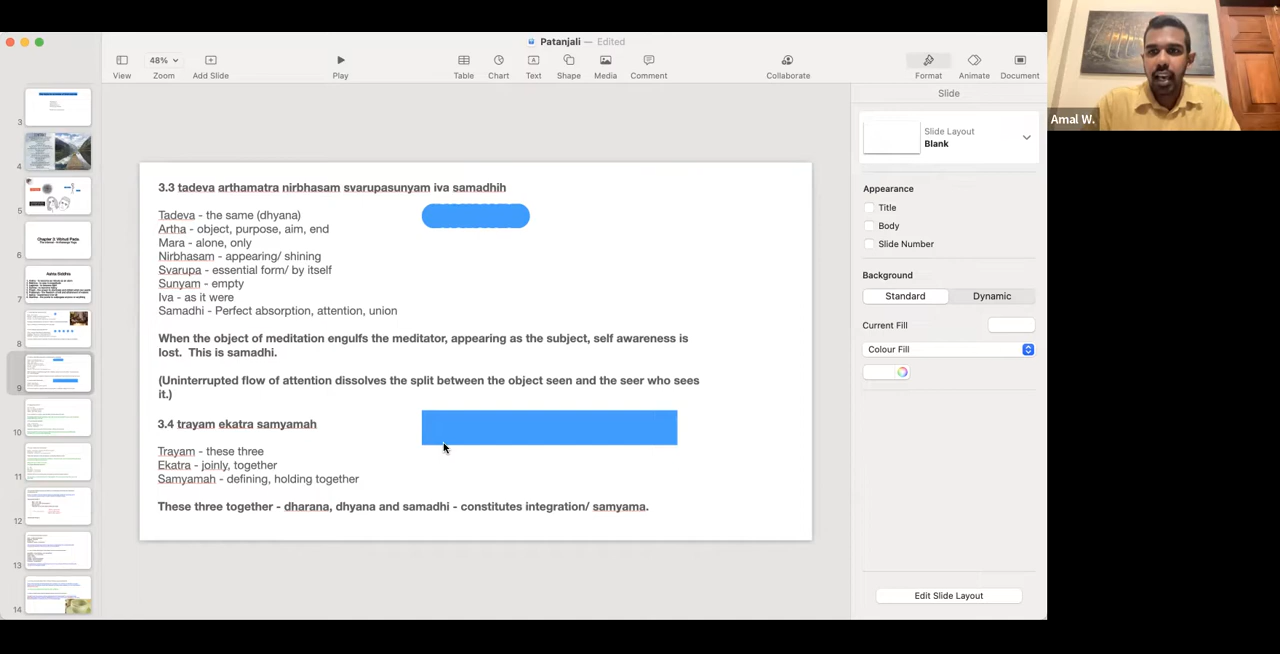 Patanjali — Edited
48%
View Zoom Add Slide Play Table Chart Text Shape Media Comment Collaborate Format Animate Document
Slide
3
4
5
6
7
8
9
10
11
12
13
14
Chapter 3: Vibhuti Pada
3.3 tadeva arthamatra nirbhasam svarupasunyam iva samadhih
Tadeva - the same (dhyana)
Artha - object, purpose, aim, end
Mara - alone, only
Nirbhasam - appearing/ shining
Svarupa - essential form/ by itself
Sunyam - empty
Iva - as it were
Samadhi - Perfect absorption, attention, union
When the object of meditation engulfs the meditator, appearing as the subject, self awareness is
lost.  This is samadhi.
(Uninterrupted flow of attention dissolves the split between the object seen and the seer who sees
it.)
3.4 trayam ekatra samyamah
Trayam - these three
Ekatra - joinly, together
Samyamah - defining, holding together
These three together - dharana, dhyana and samadhi - constitutes integration/ samyama.
Slide Layout
Blank
Appearance
Title
Body
Slide Number
Background
Standard Dynamic
Current Fill
Colour Fill
Edit Slide Layout
Amal W.